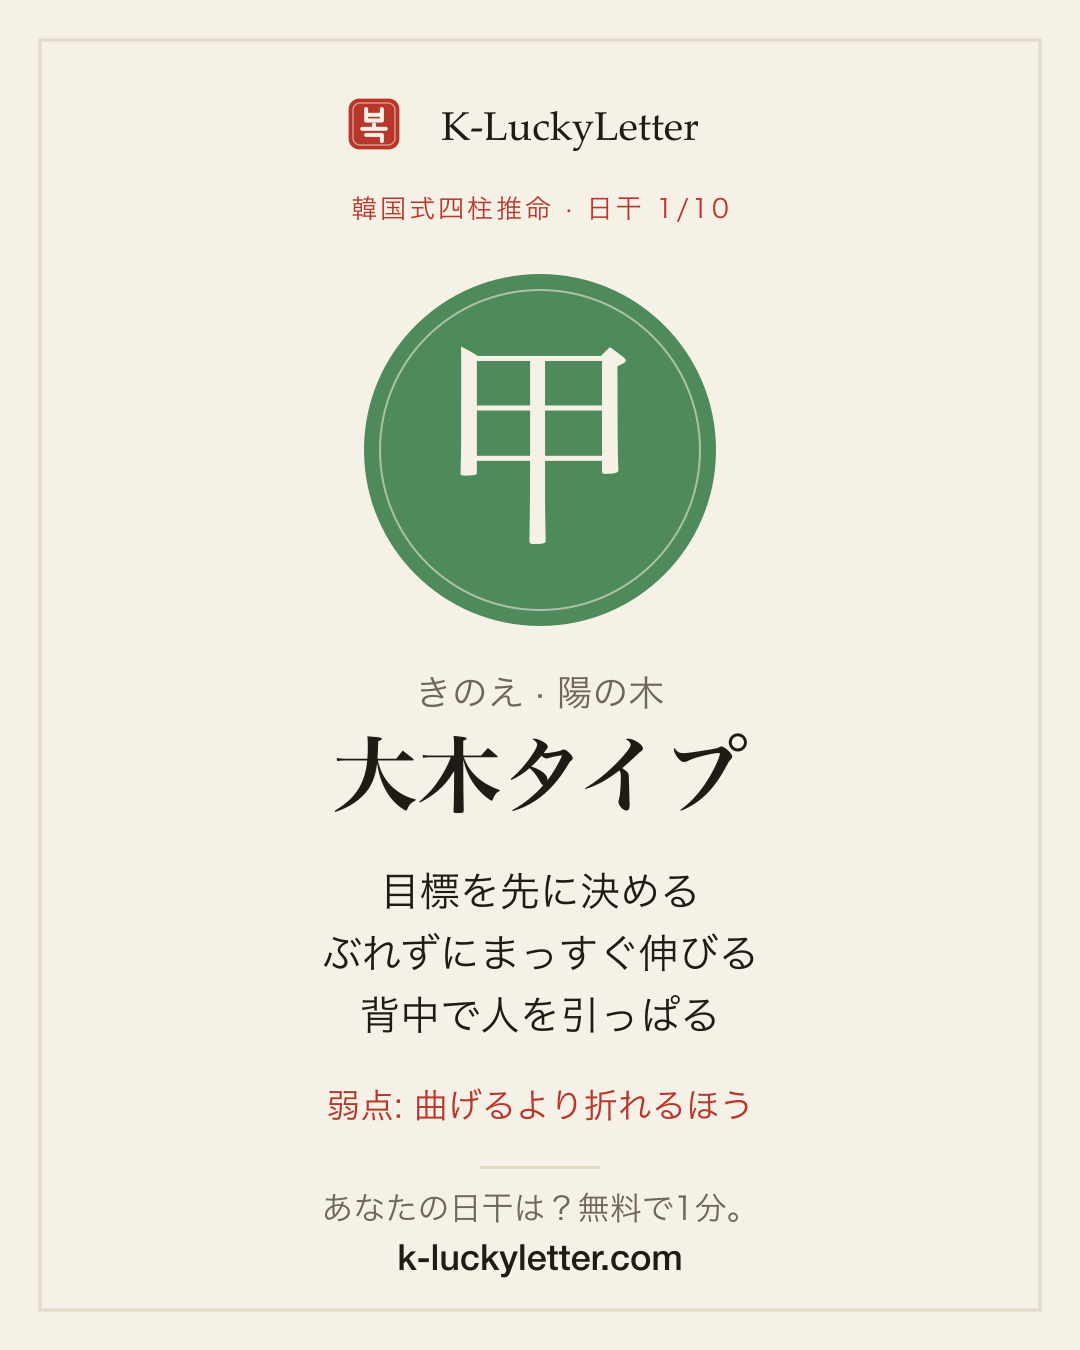 복 K-LuckyLetter
韓国式四柱推命 · 日干 1/10
甲
きのえ · 陽の木
大木タイプ
目標を先に決める
ぶれずにまっすぐ伸びる
背中で人を引っぱる
弱点: 曲げるより折れるほう
あなたの日干は？無料で1分。
k-luckyletter.com